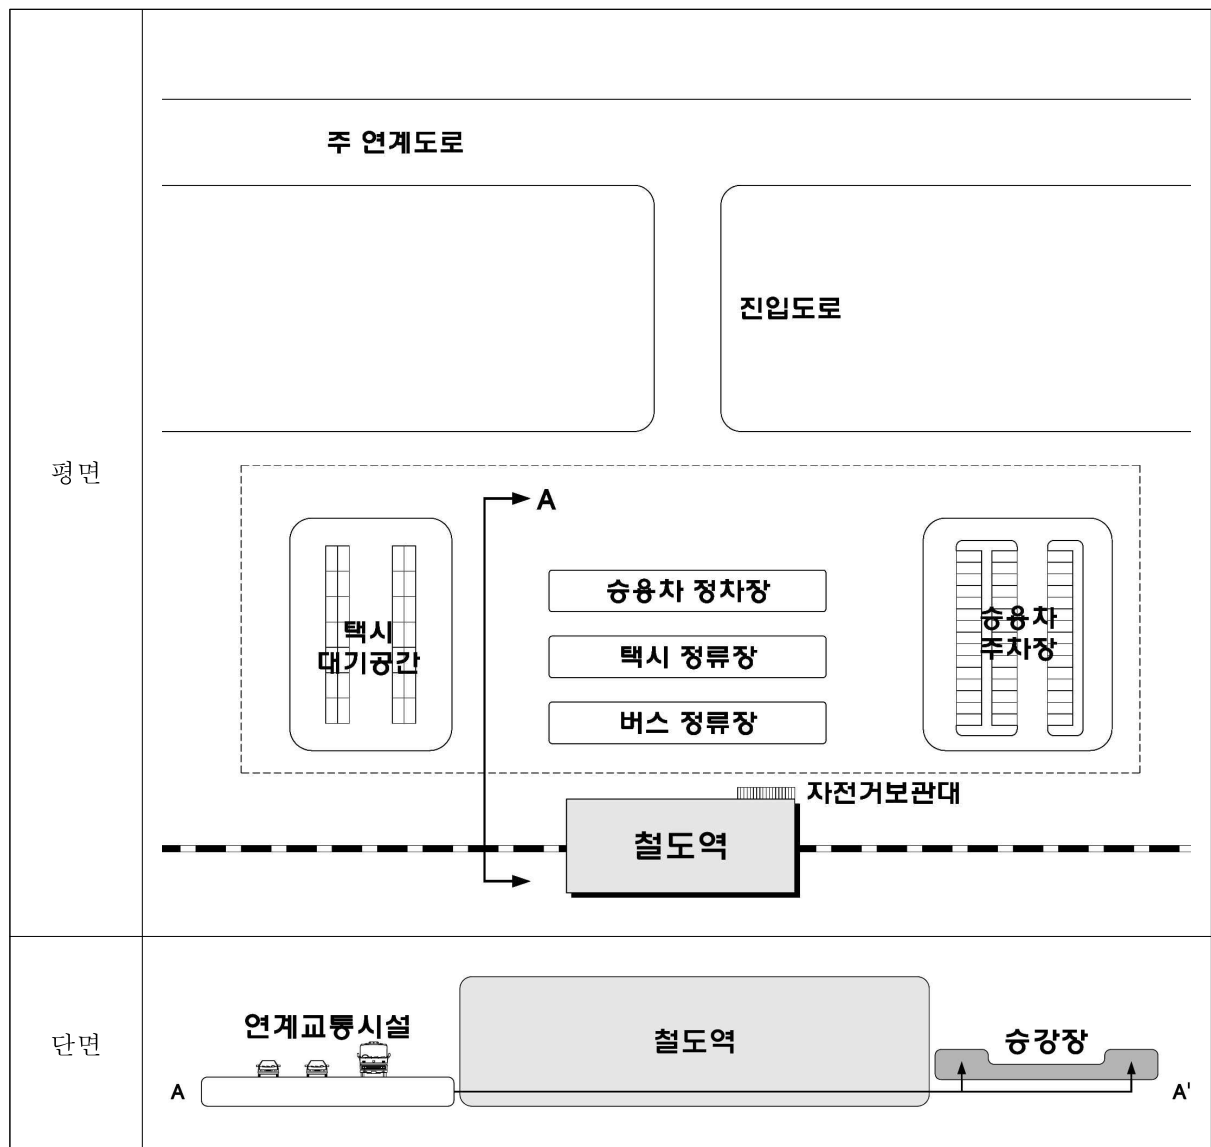 평면
주 연계도로
진입도로
A
승용차 정차장
택시
대기공간
택시 정류장
승용차
주차장
버스 정류장
자전거보관대
철도역
단면
연계교통시설
철도역
승강장
A
A'